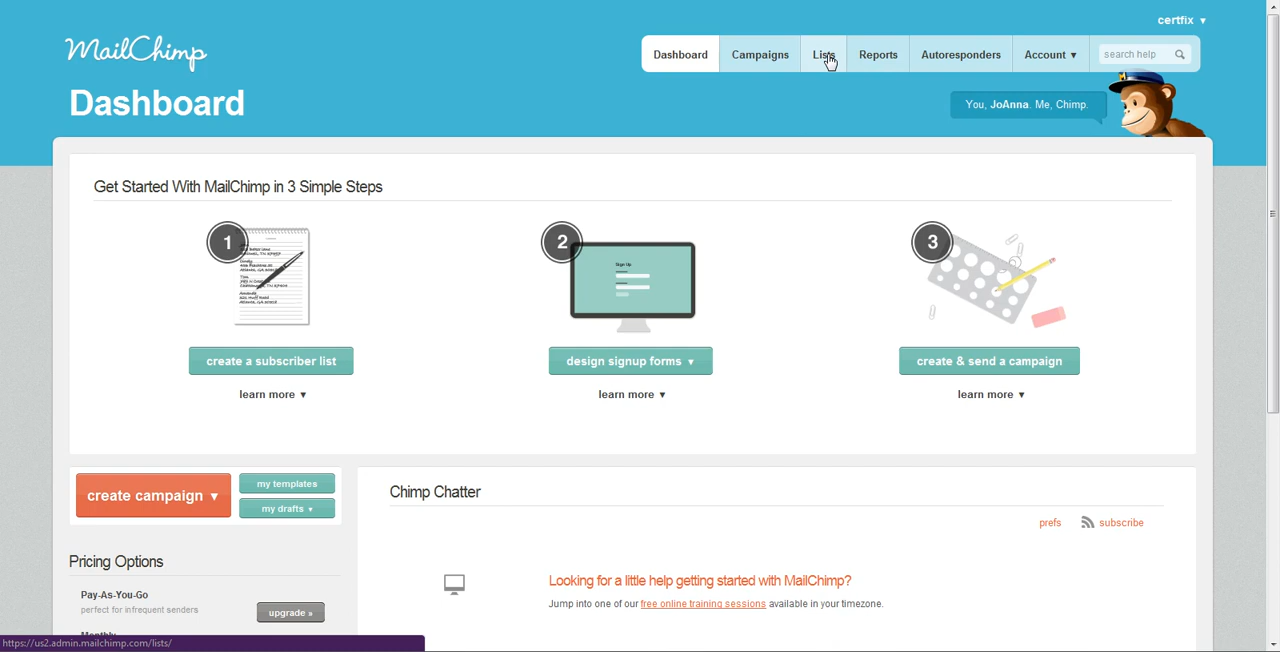 certfix ▼
MailChimp
Dashboard Campaigns Lists Reports Autoresponders Account ▼ search help
Dashboard
You, JoAnna. Me, Chimp.
Get Started With MailChimp in 3 Simple Steps
1
2
Sign Up
3
create a subscriber list
design signup forms ▼
create & send a campaign
learn more ▼
learn more ▼
learn more ▼
create campaign ▼
my templates
my drafts ▼
Chimp Chatter
prefs
subscribe
Pricing Options
Pay-As-You-Go
perfect for infrequent senders
upgrade »
Monthly
Looking for a little help getting started with MailChimp?
Jump into one of our free online training sessions available in your timezone.
https://us2.admin.mailchimp.com/lists/